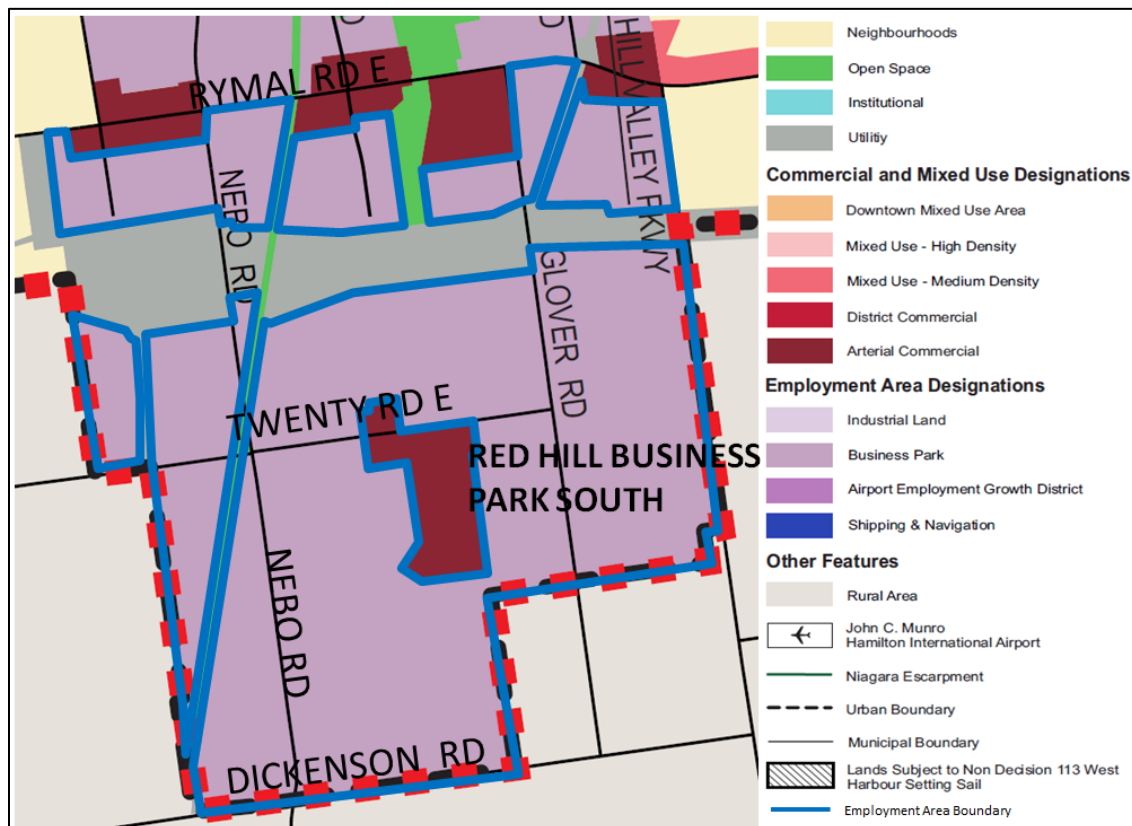 HILL VALLEY PKWY
RYMAL RD E
NEBO RD
GLOVER RD
TWENTY RD E
RED HILL BUSINESS
PARK SOUTH
NEBO RD
DICKENSON RD
Neighbourhoods
Open Space
Institutional
Utilitiy
Commercial and Mixed Use Designations
Downtown Mixed Use Area
Mixed Use - High Density
Mixed Use - Medium Density
District Commercial
Arterial Commercial
Employment Area Designations
Industrial Land
Business Park
Airport Employment Growth District
Shipping & Navigation
Other Features
Rural Area
John C. Munro
Hamilton International Airport
Niagara Escarpment
Urban Boundary
Municipal Boundary
Lands Subject to Non Decision 113 West
Harbour Setting Sail
Employment Area Boundary